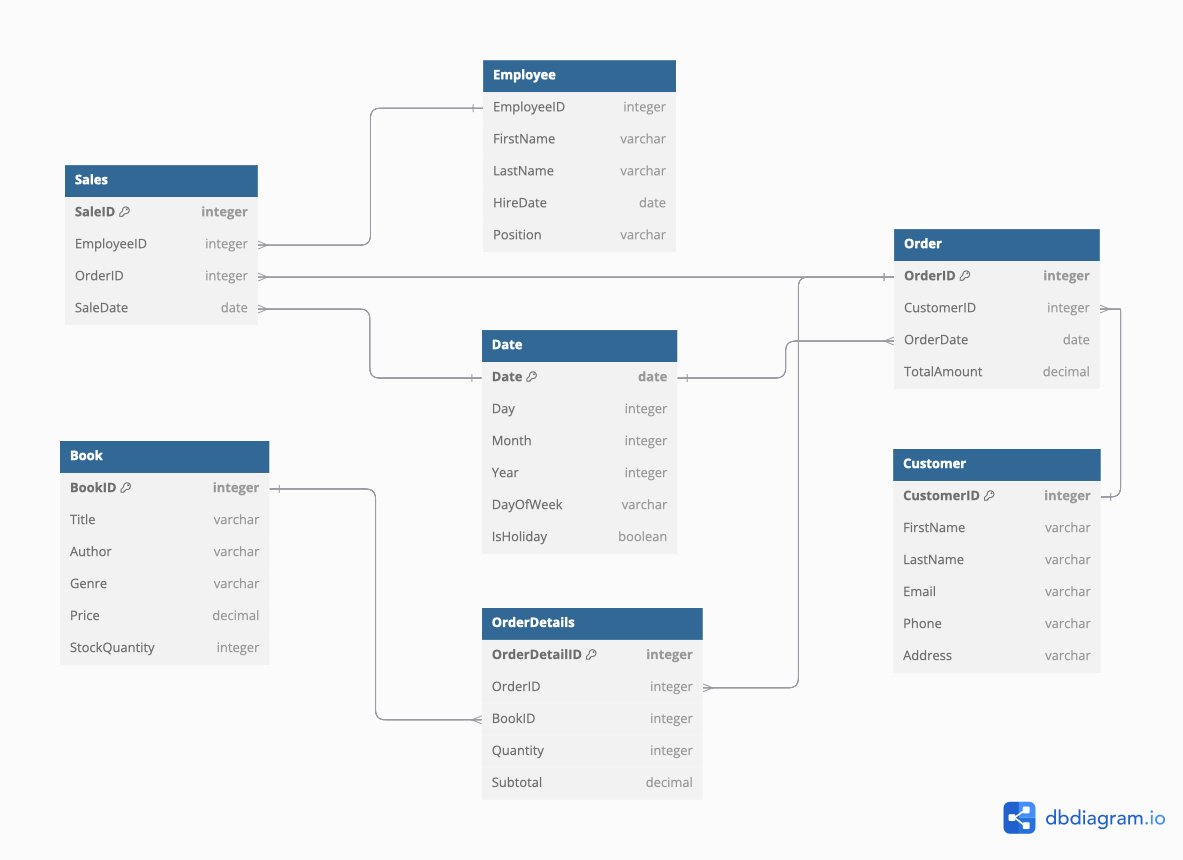 Employee
EmployeeID integer
FirstName varchar
LastName varchar
HireDate date
Position varchar
Sales
SaleID integer
EmployeeID integer
OrderID integer
SaleDate date
Order
OrderID integer
CustomerID integer
OrderDate date
TotalAmount decimal
Date
Date date
Day integer
Month integer
Year integer
DayOfWeek varchar
IsHoliday boolean
Book
BookID integer
Title varchar
Author varchar
Genre varchar
Price decimal
StockQuantity integer
Customer
CustomerID integer
FirstName varchar
LastName varchar
Email varchar
Phone varchar
Address varchar
OrderDetails
OrderDetailID integer
OrderID integer
BookID integer
Quantity integer
Subtotal decimal
dbdiagram.io